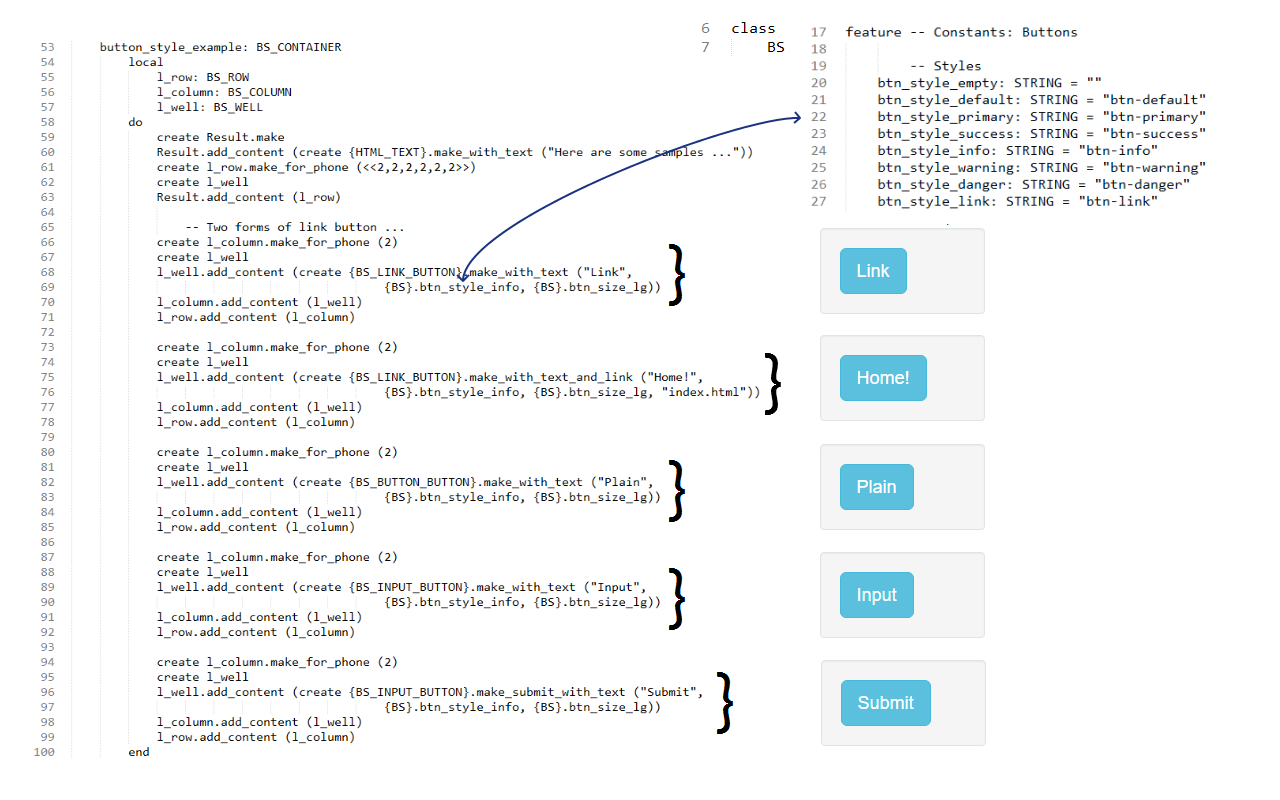 53 button_style_example: BS_CONTAINER
54 local
55 l_row: BS_ROW
56 l_column: BS_COLUMN
57 l_well: BS_WELL
58 do
59 create Result.make
60 Result.add_content (create {HTML_TEXT}.make_with_text ("Here are some samples ..."))
61 create l_row.make_for_phone (<<2,2,2,2,2,2>>)
62 create l_well
63 Result.add_content (l_row)
64
65 -- Two forms of link button ...
66 create l_column.make_for_phone (2)
67 create l_well
68 l_well.add_content (create {BS_LINK_BUTTON}.make_with_text ("Link",
69 {BS}.btn_style_info, {BS}.btn_size_lg))
70 l_column.add_content (l_well)
71 l_row.add_content (l_column)
72
73 create l_column.make_for_phone (2)
74 create l_well
75 l_well.add_content (create {BS_LINK_BUTTON}.make_with_text_and_link ("Home!",
76 {BS}.btn_style_info, {BS}.btn_size_lg, "index.html"))
77 l_column.add_content (l_well)
78 l_row.add_content (l_column)
79
80 create l_column.make_for_phone (2)
81 create l_well
82 l_well.add_content (create {BS_BUTTON_BUTTON}.make_with_text ("Plain",
83 {BS}.btn_style_info, {BS}.btn_size_lg))
84 l_column.add_content (l_well)
85 l_row.add_content (l_column)
86
87 create l_column.make_for_phone (2)
88 create l_well
89 l_well.add_content (create {BS_INPUT_BUTTON}.make_with_text ("Input",
90 {BS}.btn_style_info, {BS}.btn_size_lg))
91 l_column.add_content (l_well)
92 l_row.add_content (l_column)
93
94 create l_column.make_for_phone (2)
95 create l_well
96 l_well.add_content (create {BS_INPUT_BUTTON}.make_submit_with_text ("Submit",
97 {BS}.btn_style_info, {BS}.btn_size_lg))
98 l_column.add_content (l_well)
99 l_row.add_content (l_column)
100 end
6 class
7 BS
17 feature -- Constants: Buttons
18
19 -- Styles
20 btn_style_empty: STRING = ""
21 btn_style_default: STRING = "btn-default"
22 btn_style_primary: STRING = "btn-primary"
23 btn_style_success: STRING = "btn-success"
24 btn_style_info: STRING = "btn-info"
25 btn_style_warning: STRING = "btn-warning"
26 btn_style_danger: STRING = "btn-danger"
27 btn_style_link: STRING = "btn-link"
}
}
}
}
}
Link
Home!
Plain
Input
Submit